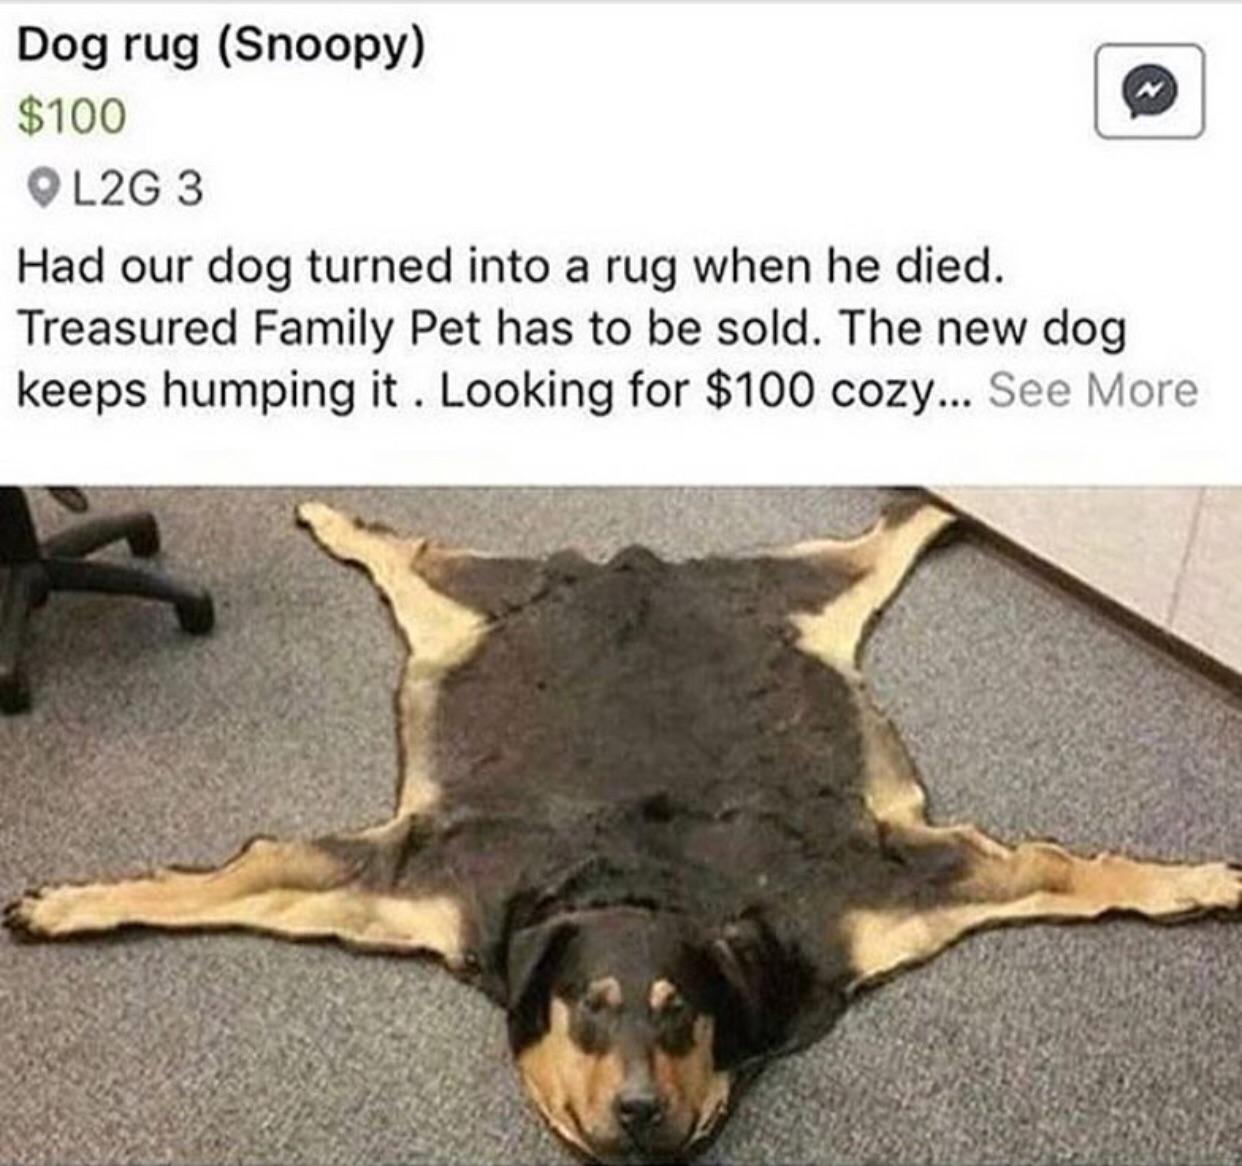 Dog rug (Snoopy)
$100
L2G 3
Had our dog turned into a rug when he died.
Treasured Family Pet has to be sold. The new dog
keeps humping it . Looking for $100 cozy... See More